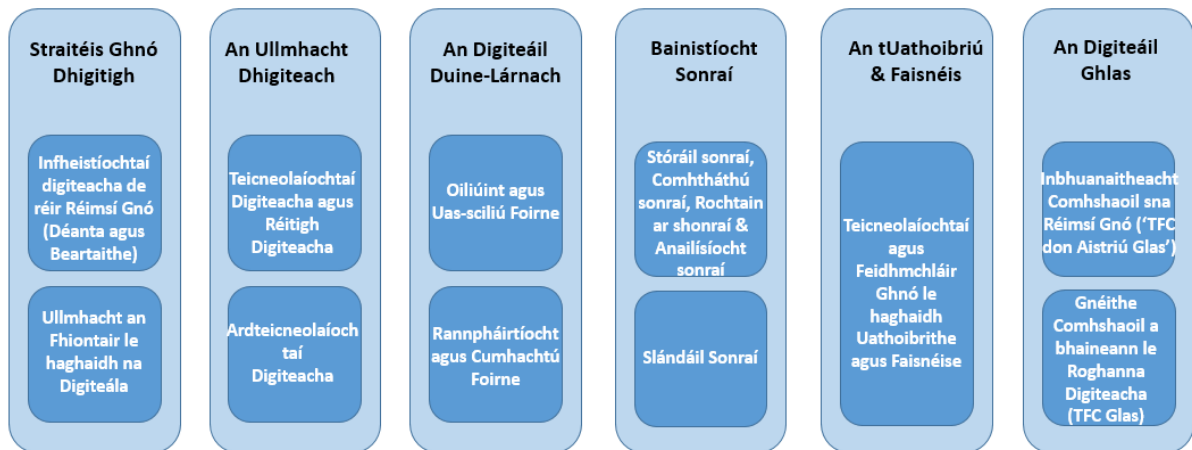 Straitéis Ghnó
Dhigitigh
Infheistíochtaí
digiteacha de
réir Réimsí Gnó
(Déanta agus
Beartaithe)
Ullmhacht an
Fhiontair le
haghaidh na
Digiteála
An Ullmhacht
Dhigiteach
Teicneolaíochtaí
Digiteacha agus
Réitigh
Digiteacha
Ardteicneolaíoch
taí
Digiteacha
An Digiteáil
Duine-Lárnach
Oiliúint agus
Uas-sciliú Foirne
Rannpháirtíocht
agus Cumhachtú
Foirne
Bainistíocht
Sonraí
Stóráil sonraí,
Comhtháthú
sonraí, Rochtain
ar shonraí &
Anailísíocht
sonraí
Slándáil Sonraí
An tUathoibriú
& Faisnéis
Teicneolaíochtaí
agus
Feidhmchláir
Ghnó le
haghaidh
Uathoibrithe
agus Faisnéise
An Digiteáil
Ghlas
Inbhuanaitheacht
Comhshaoil sna
Réimsí Gnó (‘TFC
don Aistriú Glas’)
Gnéithe
Comhshaoil a
bhaineann le
Roghanna
Digiteacha
(TFC Glas)